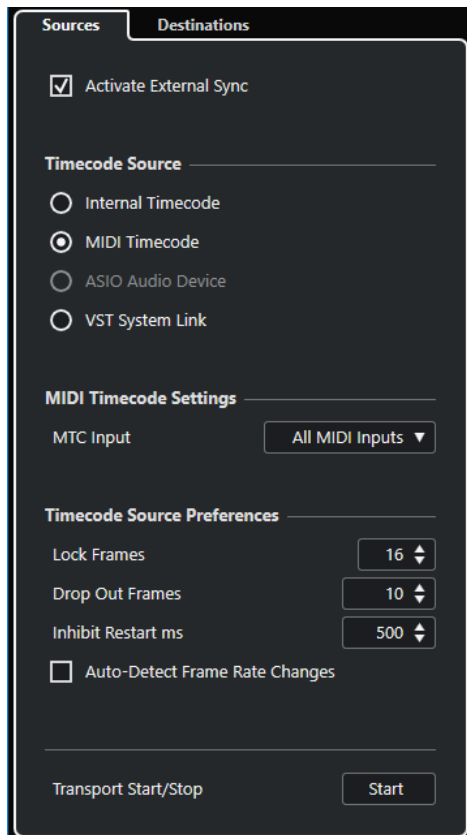 Sources Destinations
Activate External Sync
Timecode Source
Internal Timecode
MIDI Timecode
ASIO Audio Device
VST System Link
MIDI Timecode Settings
MTC Input All MIDI Inputs
Timecode Source Preferences
Lock Frames 16
Drop Out Frames 10
Inhibit Restart ms 500
Auto-Detect Frame Rate Changes
Transport Start/Stop Start